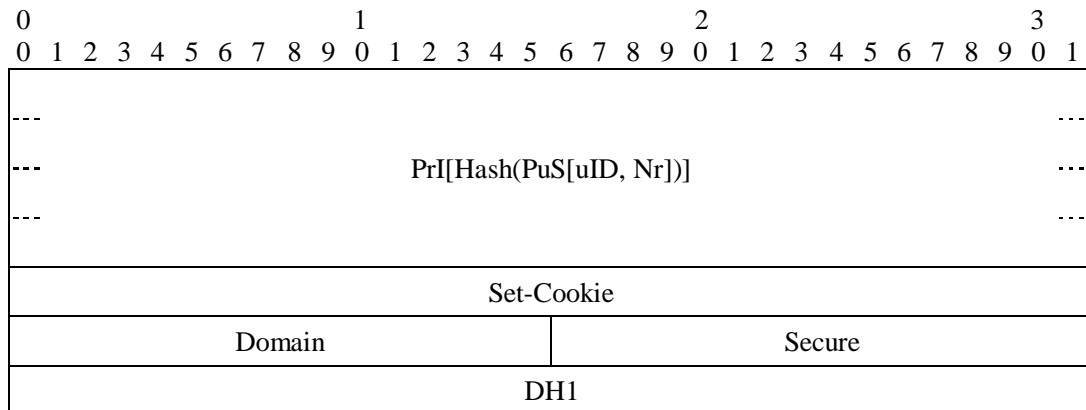 0 1 2 3
0 1 2 3 4 5 6 7 8 9 0 1 2 3 4 5 6 7 8 9 0 1 2 3 4 5 6 7 8 9 0 1
PrI[Hash(PuS[uID, Nr])]
Set-Cookie
Domain Secure
DH1